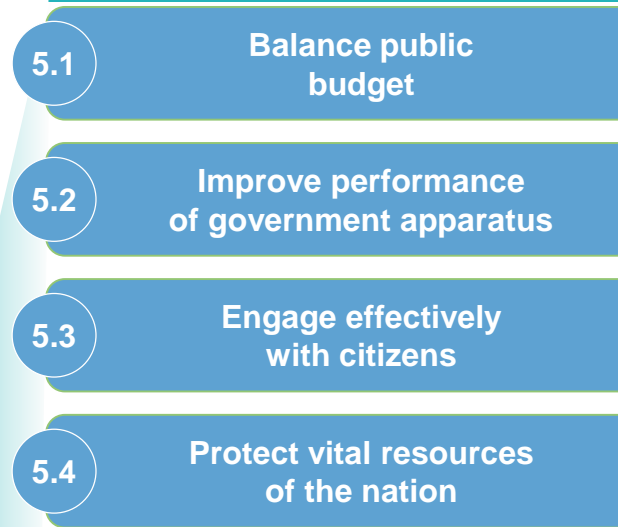 5.1
Balance public
budget
5.2
Improve performance
of government apparatus
5.3
Engage effectively
with citizens
5.4
Protect vital resources
of the nation